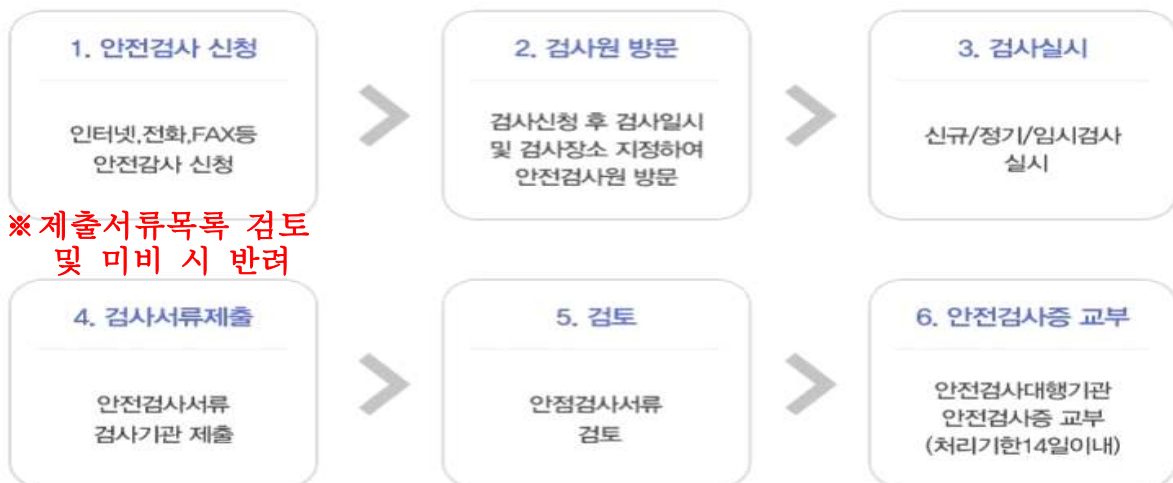 1. 안전검사 신청
인터넷,전화,FAX등
안전감사 신청
2. 검사원 방문
검사신청 후 검사일시
및 검사장소 지정하여
안전검사원 방문
3. 검사실시
신규/정기/임시검사
실시
※제출서류목록 검토
및 미비 시 반려
4. 검사서류제출
안전검사서류
검사기관 제출
5. 검토
안점검사서류
검토
6. 안전검사증 교부
안전검사대행기관
안전검사증 교부
(처리기한14일이내)